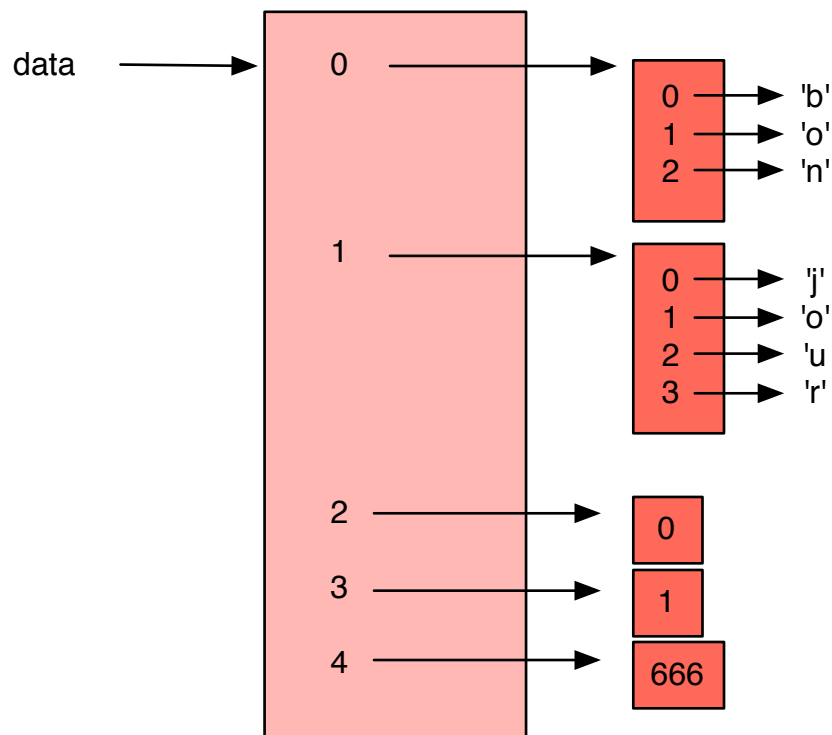 data 0
0 'b'
1 'o'
2 'n'
1
0 'j'
1 'o'
2 'u
3 'r'
2 0
3 1
4 666